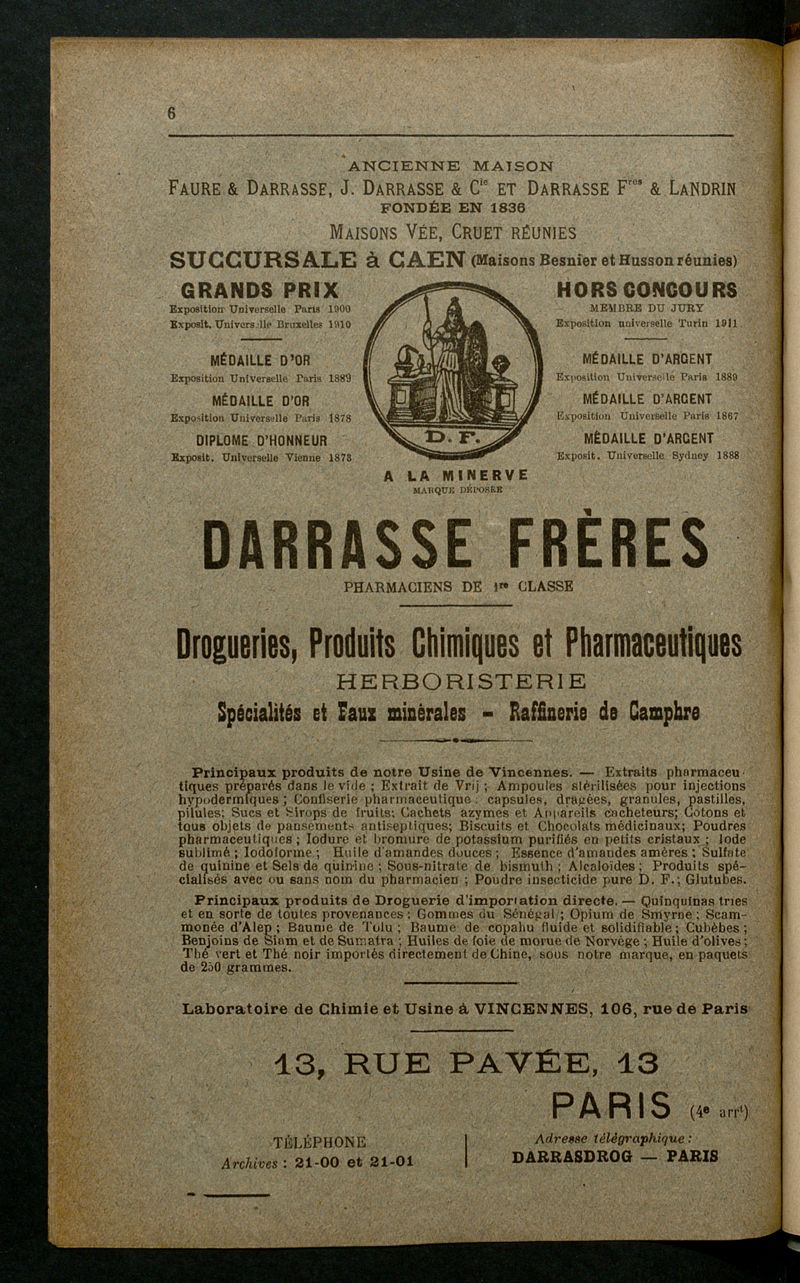 6
ANCIENNE MAISON
FAURE & DARRASSE, J. DARRASSE & Cie ET DARRASSE Fres & LANDRIN
FONDÉE EN 1836
MAISONS VÉE, CRUET RÉUNIES
SUCCURSALE à CAEN (Maisons Besnier et Husson réunies)
GRANDS PRIX
Exposition Universelle Paris 1900
Exposit. Universelle Bruxelles 1910
MÉDAILLE D'OR
Exposition Universelle Paris 1889
MÉDAILLE D'OR
Exposition Universelle Paris 1878
DIPLOME D'HONNEUR
Exposit. Universelle Vienne 1873
D. F.
A LA MINERVE
MARQUE DÉPOSÉE
HORS CONCOURS
MEMBRE DU JURY
Exposition universelle Turin 1911
MÉDAILLE D'ARGENT
Exposition Universelle Paris 1889
MÉDAILLE D'ARGENT
Exposition Universelle Paris 1867
MÉDAILLE D'ARGENT
Exposit. Universelle Sydney 1888
DARRASSE FRÈRES
PHARMACIENS DE 1re CLASSE
Drogueries, Produits Chimiques et Pharmaceutiques
HERBORISTERIE
Spécialités et Eaux minérales - Raffinerie de Camphre
Principaux produits de notre Usine de Vincennes. — Extraits pharmaceu-
tiques préparés dans le vide ; Extrait de Vrij ; Ampoules stérilisées pour injections
hypodermiques ; Confiserie pharmaceutique : capsules, dragées, granules, pastilles,
pilules; Sucs et Sirops de fruits; Cachets azymes et Appareils cacheteurs; Cotons et
tous objets de pansements antiseptiques; Biscuits et Chocolats médicinaux; Poudres
pharmaceutiques ; Iodure et bromure de potassium purifiés en petits cristaux ; Iode
sublimé ; Iodoforme ; Huile d'amandes douces ; Essence d'amandes amères ; Sulfate
de quinine et Sels de quinine ; Sous-nitrate de bismuth ; Alcaloïdes ; Produits spé-
cialisés avec ou sans nom du pharmacien ; Poudre insecticide pure D. F.; Glutubes.
Principaux produits de Droguerie d'importation directe. — Quinquinas triés
et en sorte de toutes provenances ; Gommes du Sénégal ; Opium de Smyrne ; Scam-
monée d'Alep ; Baume de Tolu ; Baume de copahu fluide et solidifiable ; Cubèbes ;
Benjoins de Siam et de Sumatra ; Huiles de foie de morue de Norvège ; Huile d'olives ;
Thé vert et Thé noir importés directement de Chine, sous notre marque, en paquets
de 250 grammes.
Laboratoire de Chimie et Usine à VINCENNES, 106, rue de Paris
13, RUE PAVÉE, 13
PARIS (4e arrt)
TÉLÉPHONE
Archives : 21-00 et 21-01
Adresse télégraphique :
DARRASDROG — PARIS